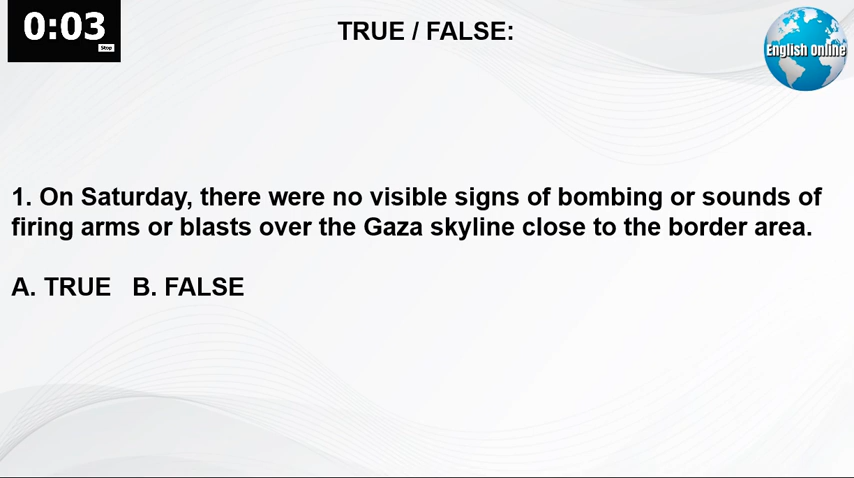 0:03
Stop
TRUE / FALSE:
English Online
1. On Saturday, there were no visible signs of bombing or sounds of
firing arms or blasts over the Gaza skyline close to the border area.
A. TRUE   B. FALSE